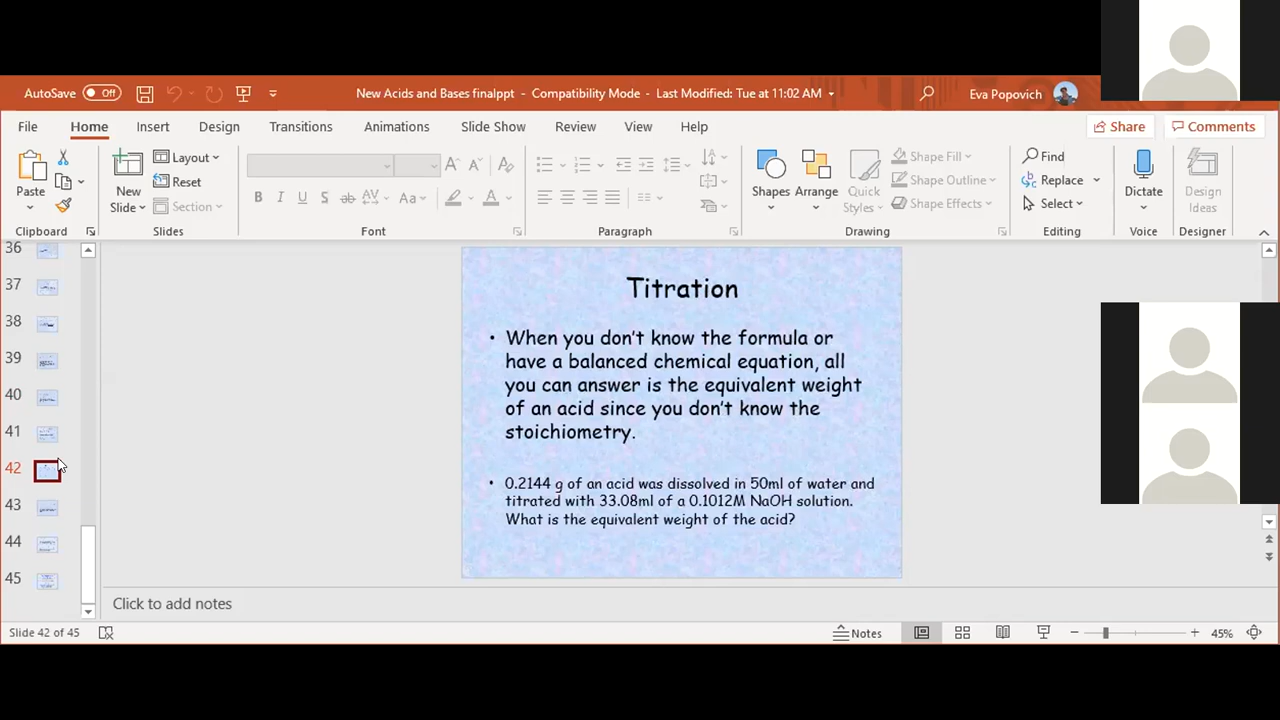 AutoSave Off
New Acids and Bases finalppt - Compatibility Mode - Last Modified: Tue at 11:02 AM
Eva Popovich
File Home Insert Design Transitions Animations Slide Show Review View Help
Share Comments
Paste
Clipboard
New
Slide
Layout
Reset
Section
Slides
B I U S ab AV Aa A
Font
Paragraph
Shapes
Arrange
Quick
Styles
Shape Fill
Shape Outline
Shape Effects
Drawing
Find
Replace
Select
Editing
Dictate
Voice
Design
Ideas
Designer
36
37
38
39
40
41
42
43
44
45
Titration
• When you don't know the formula or
have a balanced chemical equation, all
you can answer is the equivalent weight
of an acid since you don't know the
stoichiometry.
• 0.2144 g of an acid was dissolved in 50ml of water and
titrated with 33.08ml of a 0.1012M NaOH solution.
What is the equivalent weight of the acid?
Click to add notes
Slide 42 of 45
Notes
45%